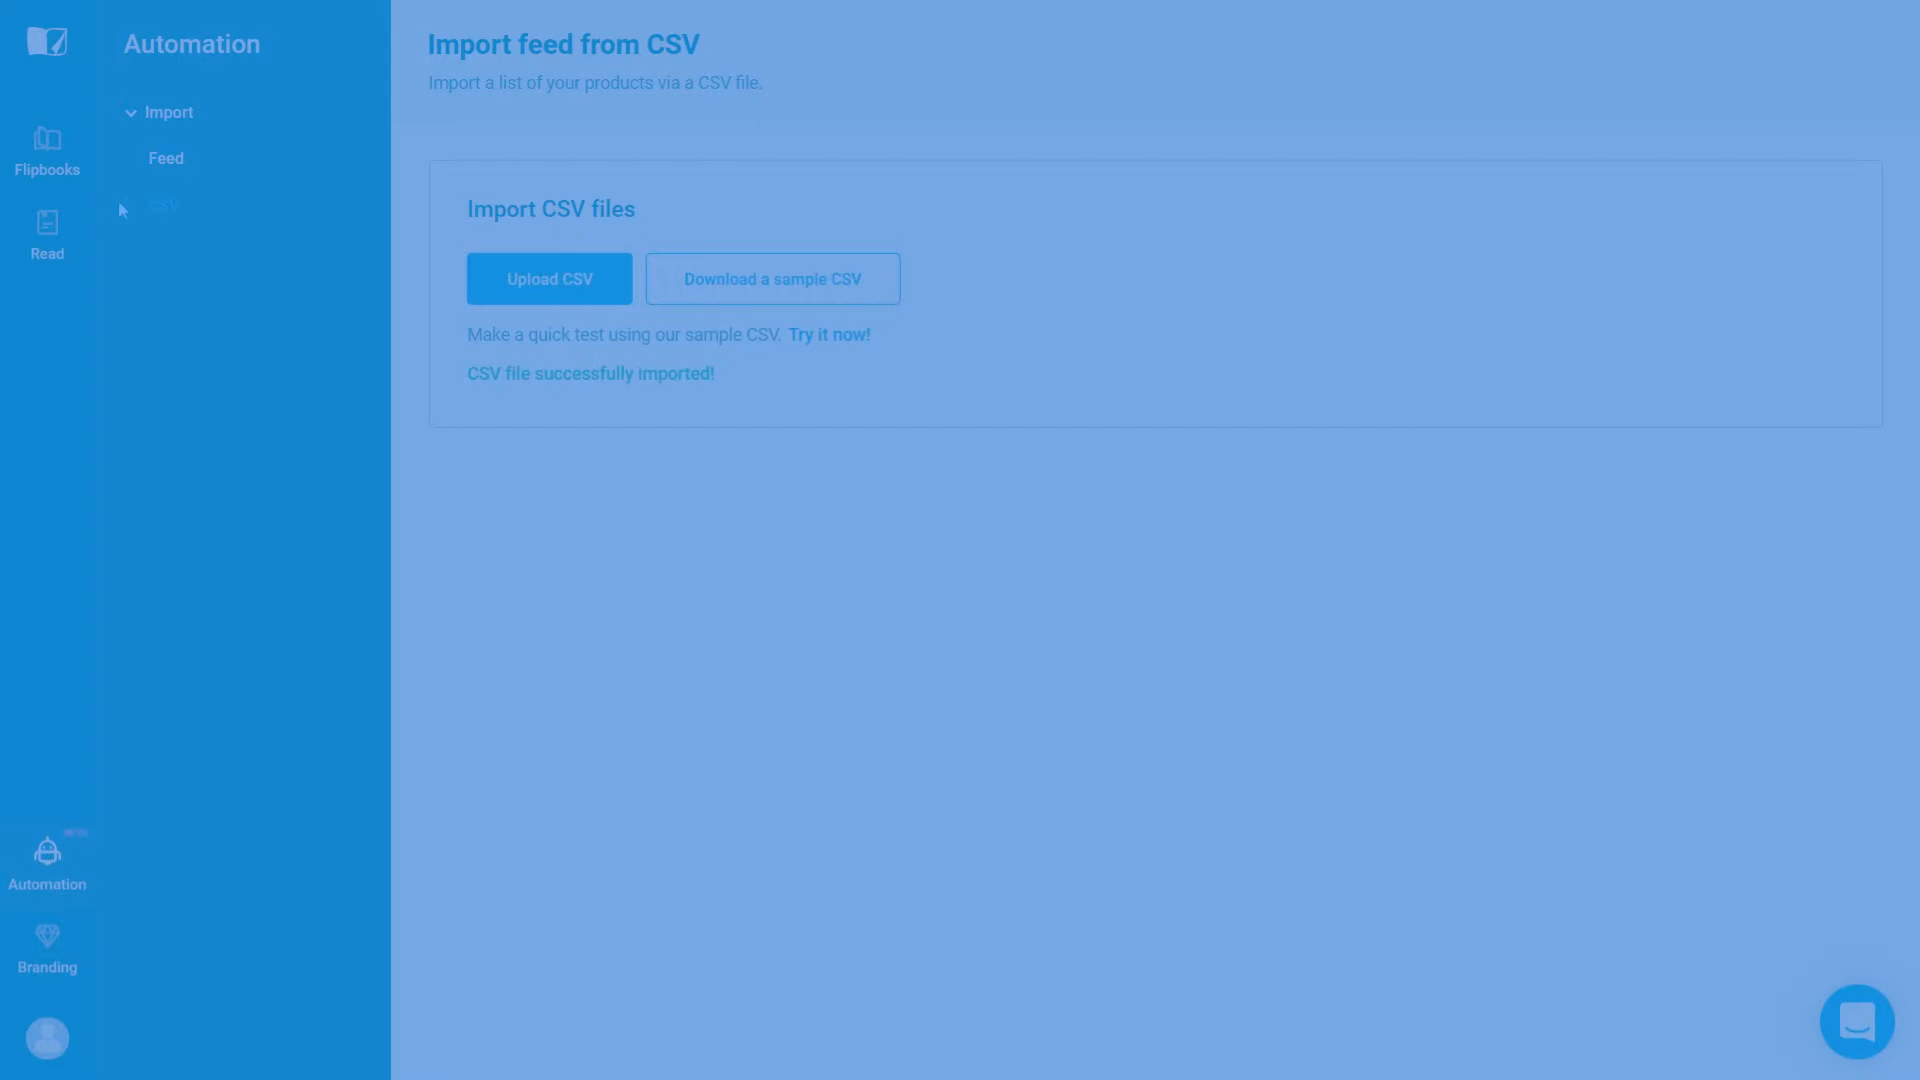 Automation
Import
Feed
CSV
Flipbooks
Read
Automation
Branding
Import feed from CSV
Import a list of your products via a CSV file.
Import CSV files
Upload CSV
Download a sample CSV
Make a quick test using our sample CSV. Try it now!
CSV file successfully imported!